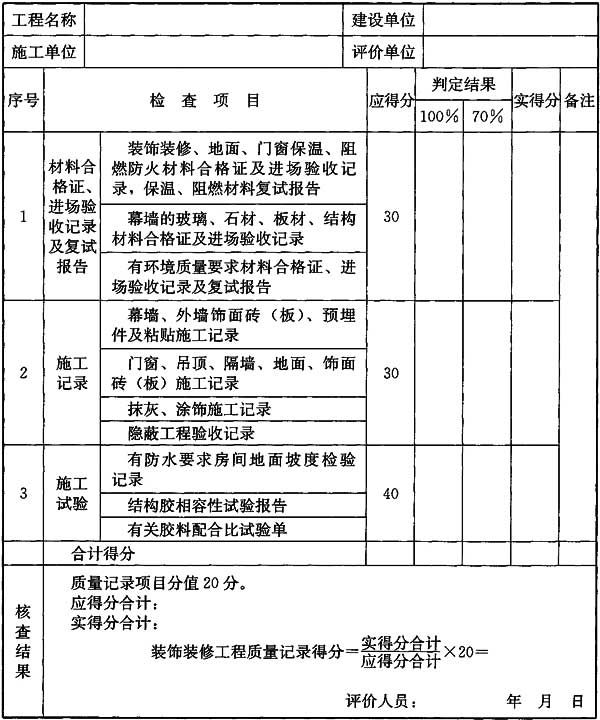 工程名称 建设单位
施工单位 评价单位
序号 检查项目 应得分 判定结果 实得分 备注
100% 70%
1 材料合格证、进场验收记录及复试报告 30
装饰装修、地面、门窗保温、阻
燃防火材料合格证及进场验收记
录，保温、阻燃材料复试报告
幕墙的玻璃、石材、板材、结构
材料合格证及进场验收记录
有环境质量要求材料合格证、进
场验收记录及复试报告
2 施工记录 30
幕墙、外墙饰面砖（板）、预埋
件及粘贴施工记录
门窗、吊顶、隔墙、地面、饰面
砖（板）施工记录
抹灰、涂饰施工记录
隐蔽工程验收记录
3 施工试验 40
有防水要求房间地面坡度检验
记录
结构胶相容性试验报告
有关胶料配合比试验单
合计得分
核查结果
质量记录项目分值20分。
应得分合计：
实得分合计：
装饰装修工程质量记录得分=实得分合计/应得分合计×20=
评价人员： 年 月 日